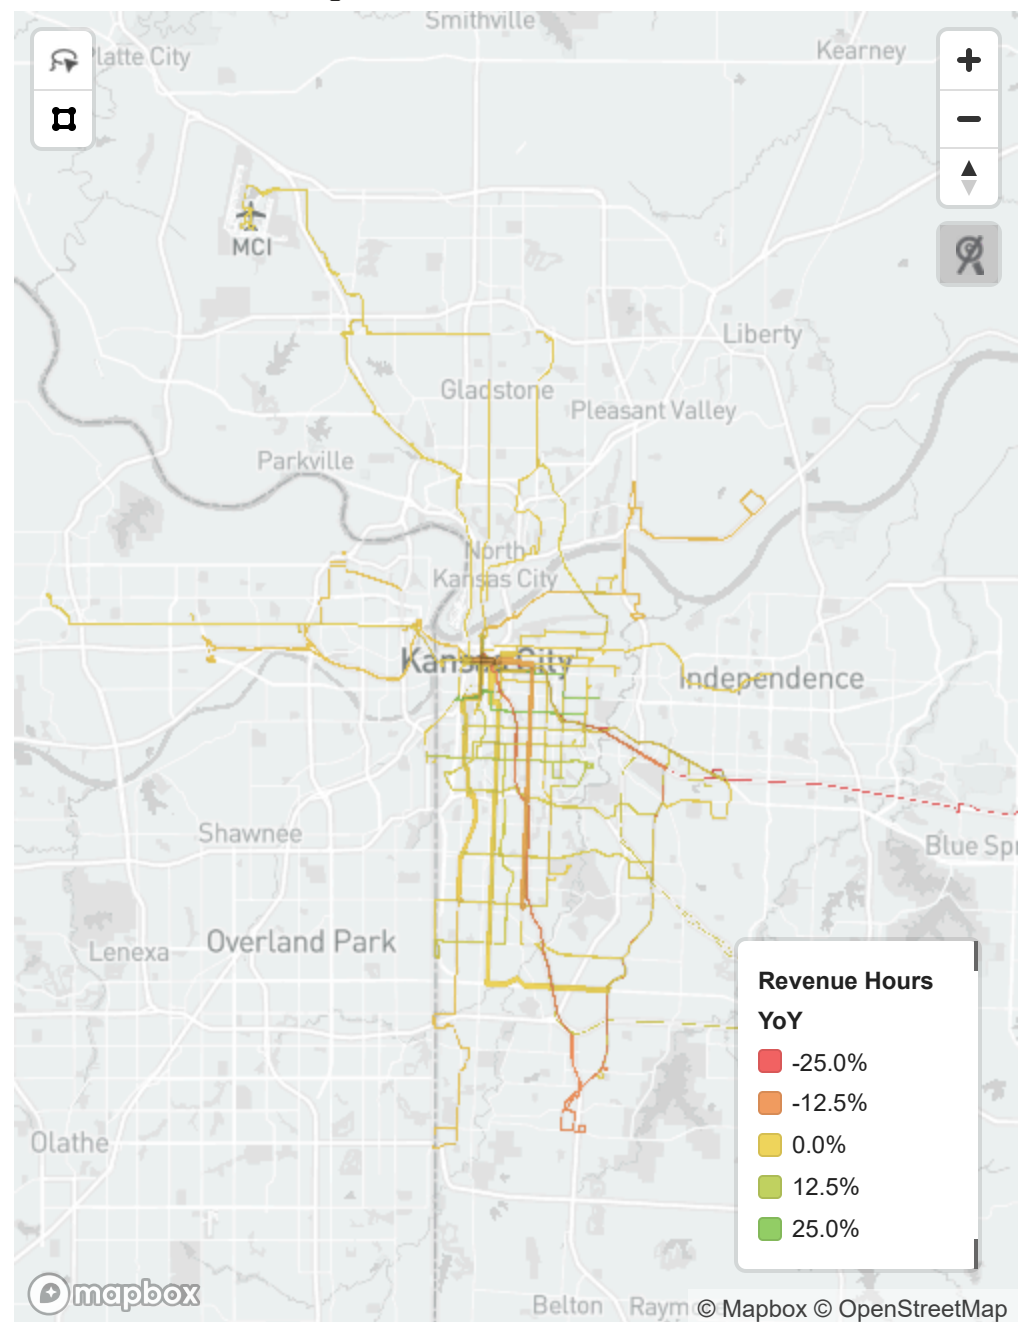 Smithville
Platte City
Kearney
MCI
Liberty
Gladstone
Pleasant Valley
Parkville
North
Kansas City
Kansas City
Independence
Shawnee
Blue Spr
Lenexa
Overland Park
Revenue Hours
YoY
-25.0%
-12.5%
0.0%
12.5%
25.0%
Olathe
mapbox
Belton
Raymo
© Mapbox © OpenStreetMap